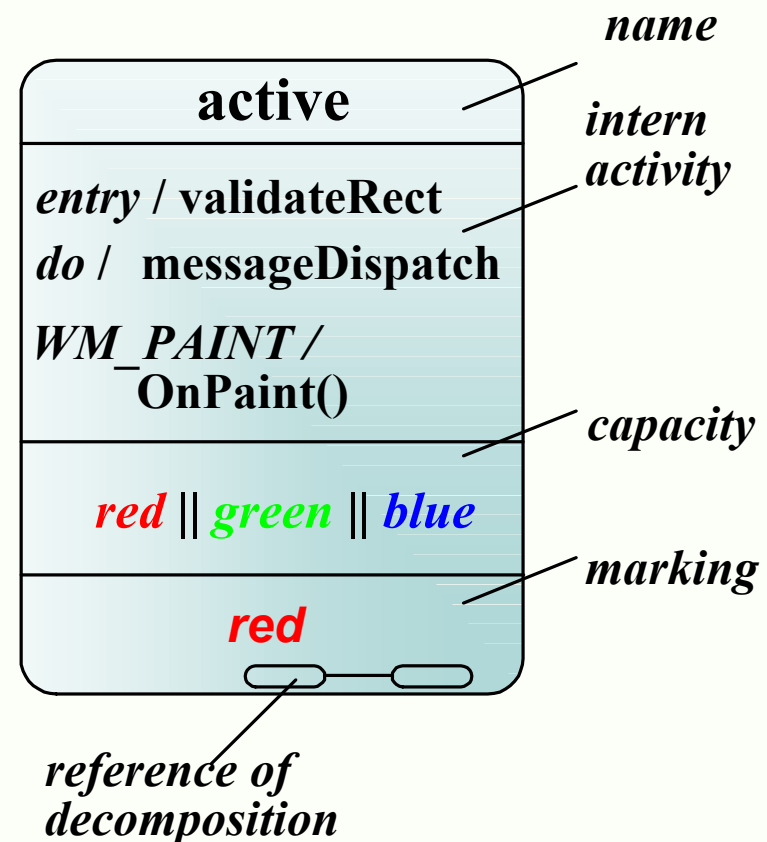 name
active
intern
activity
entry / validateRect
do / messageDispatch
WM_PAINT /
OnPaint()
capacity
red || green || blue
marking
red
reference of
decomposition